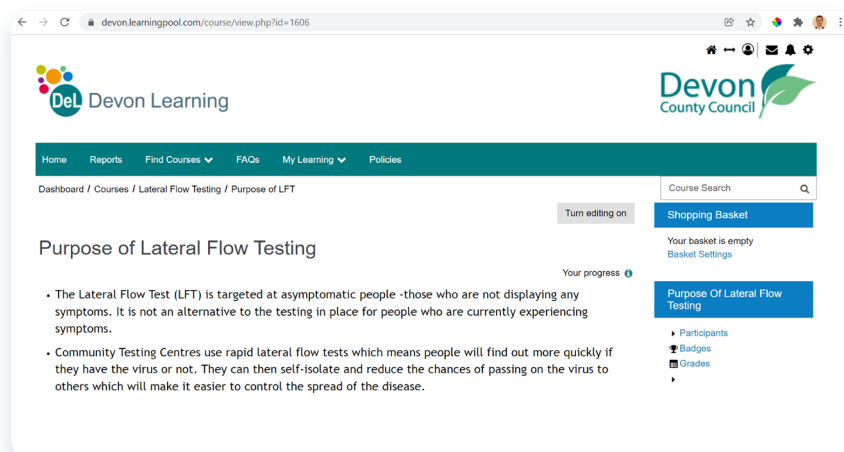 devon.learningpool.com/course/view.php?id=1606
DeL Devon Learning
Devon
County Council
Home Reports Find Courses FAQs My Learning Policies
Dashboard / Courses / Lateral Flow Testing / Purpose of LFT
Course Search
Turn editing on
Shopping Basket
Your basket is empty
Basket Settings
Purpose of Lateral Flow Testing
Your progress
• The Lateral Flow Test (LFT) is targeted at asymptomatic people -those who are not displaying any
symptoms. It is not an alternative to the testing in place for people who are currently experiencing
symptoms.
• Community Testing Centres use rapid lateral flow tests which means people will find out more quickly if
they have the virus or not. They can then self-isolate and reduce the chances of passing on the virus to
others which will make it easier to control the spread of the disease.
Purpose Of Lateral Flow
Testing
Participants
Badges
Grades